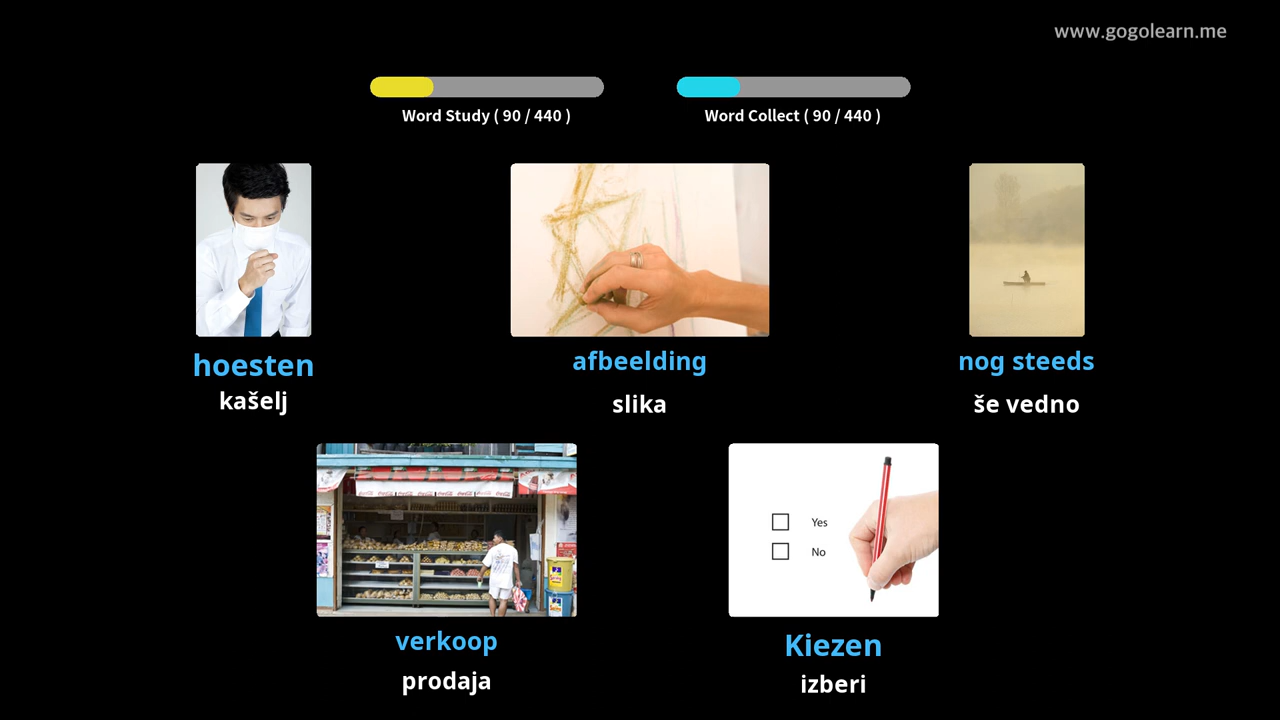 www.gogolearn.me
Word Study ( 90 / 440 )
Word Collect ( 90 / 440 )
hoesten
kašelj
afbeelding
slika
nog steeds
še vedno
Yes
No
verkoop
prodaja
Kiezen
izberi